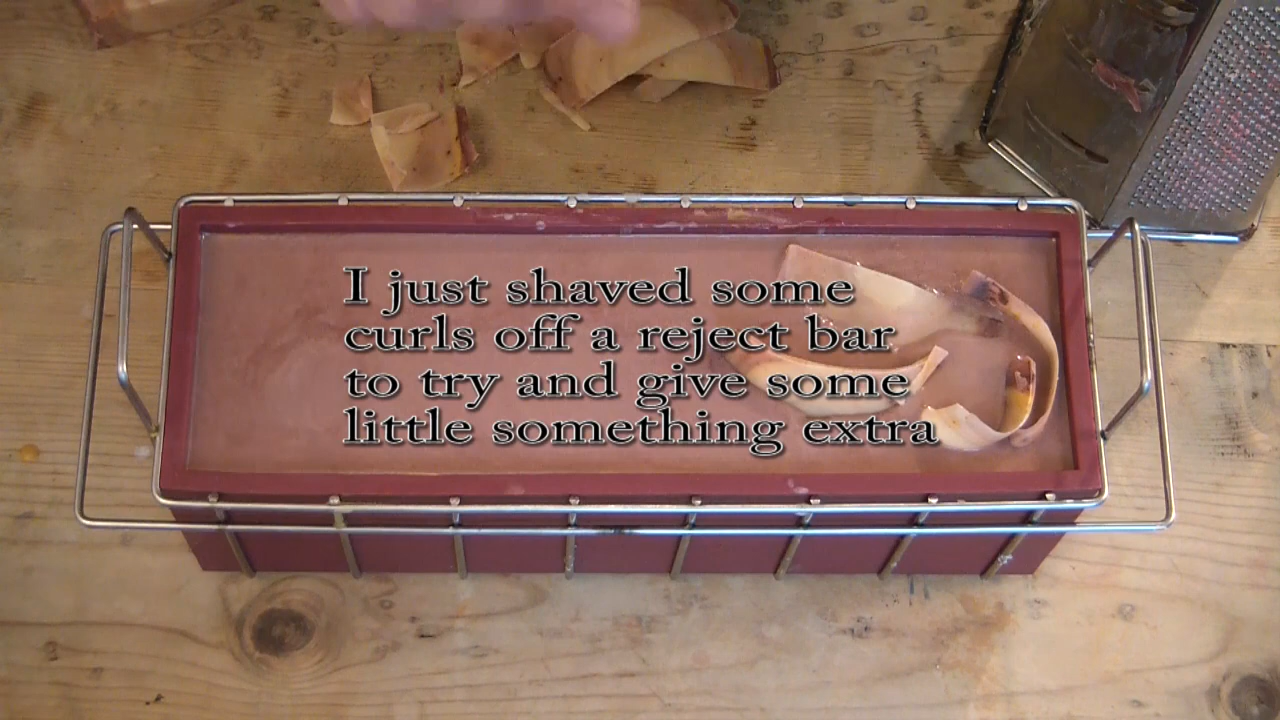 I just shaved some
curls off a reject bar
to try and give some
little something extra